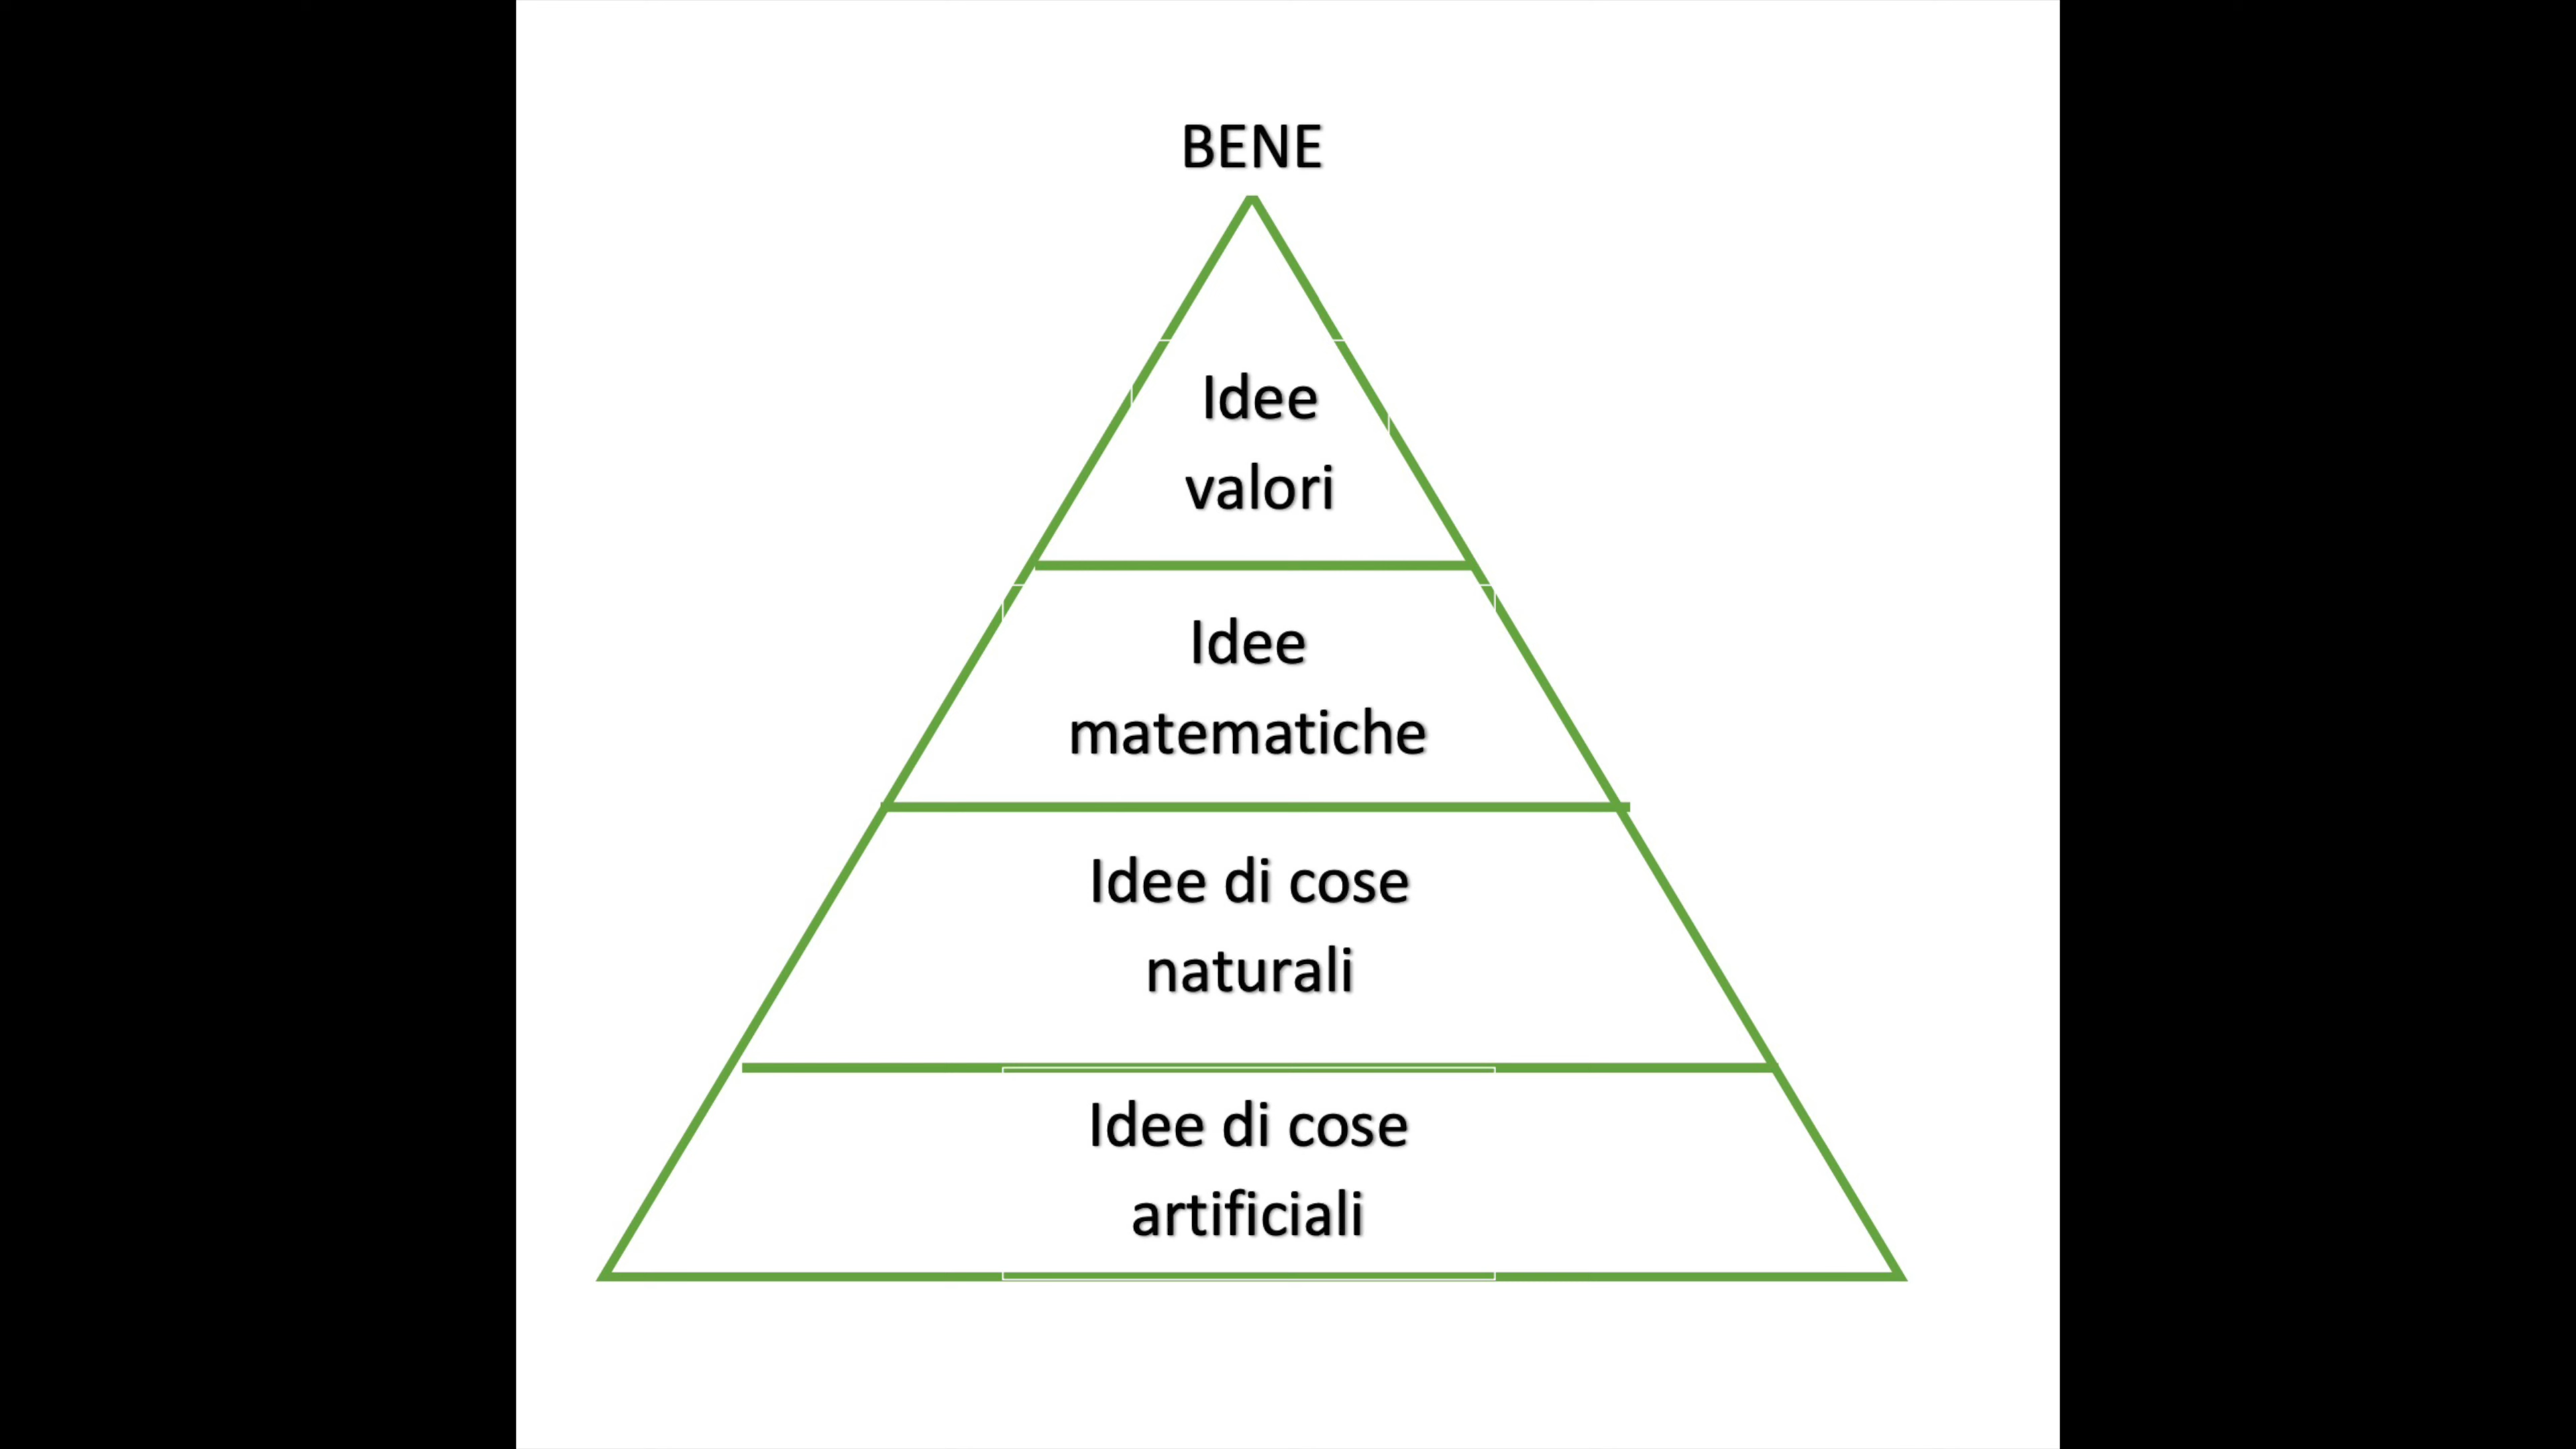 BENE
Idee
valori
Idee
matematiche
Idee di cose
naturali
Idee di cose
artificiali